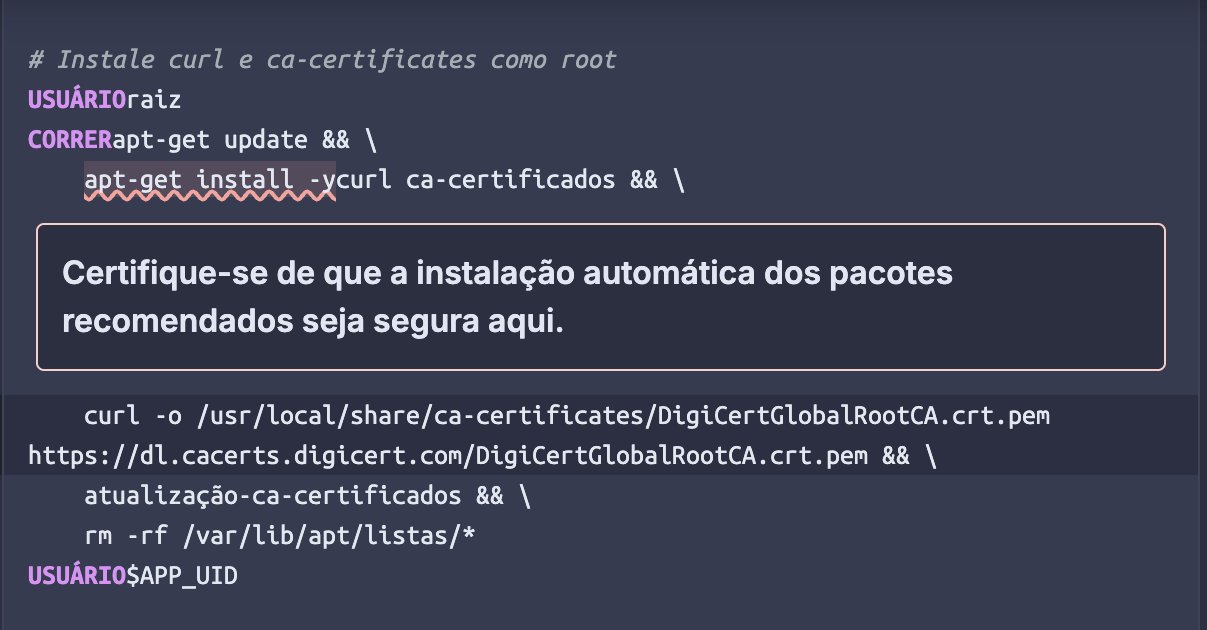 # Instale curl e ca-certificates como root
USUÁRIOraiz
CORRERapt-get update && \
apt-get install -ycurl ca-certificados && \
Certifique-se de que a instalação automática dos pacotes
recomendados seja segura aqui.
curl -o /usr/local/share/ca-certificates/DigiCertGlobalRootCA.crt.pem
https://dl.cacerts.digicert.com/DigiCertGlobalRootCA.crt.pem && \
atualização-ca-certificados && \
rm -rf /var/lib/apt/listas/*
USUÁRIO$APP_UID